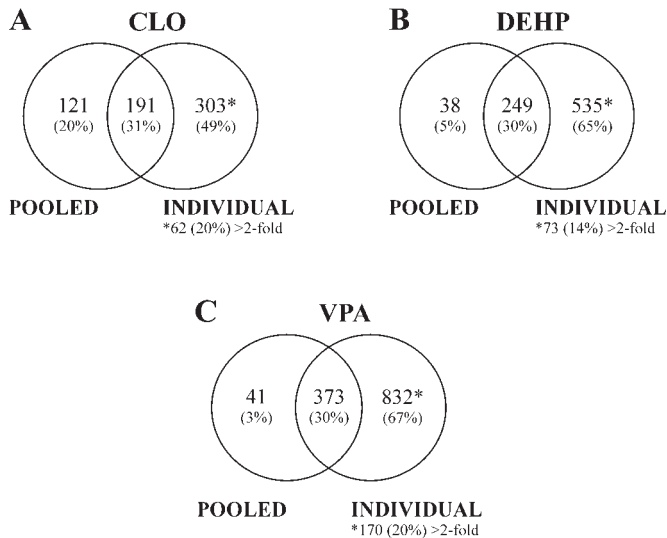 A CLO
121 191 303*
(20%) (31%) (49%)
POOLED INDIVIDUAL
*62 (20%) >2-fold
B DEHP
38 249 535*
(5%) (30%) (65%)
POOLED INDIVIDUAL
*73 (14%) >2-fold
C VPA
41 373 832*
(3%) (30%) (67%)
POOLED INDIVIDUAL
*170 (20%) >2-fold